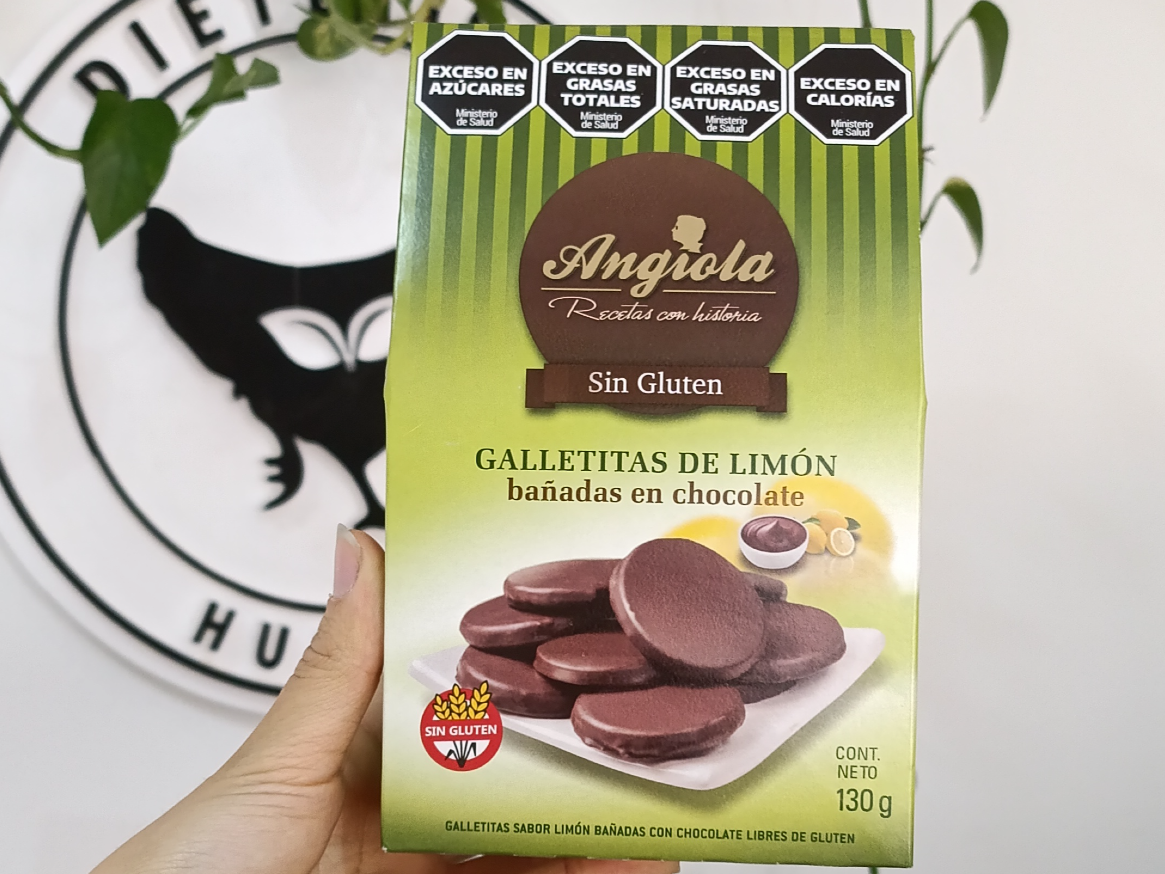 EXCESO EN
AZÚCARES
Ministerio
de Salud
EXCESO EN
GRASAS
TOTALES
Ministerio
de Salud
EXCESO EN
GRASAS
SATURADAS
Ministerio
de Salud
EXCESO EN
CALORÍAS
Ministerio
de Salud
Angiola
Recetas con historia
Sin Gluten
GALLETITAS DE LIMÓN
bañadas en chocolate
SIN GLUTEN
CONT.
NETO
130 g
GALLETITAS SABOR LIMÓN BAÑADAS CON CHOCOLATE LIBRES DE GLUTEN